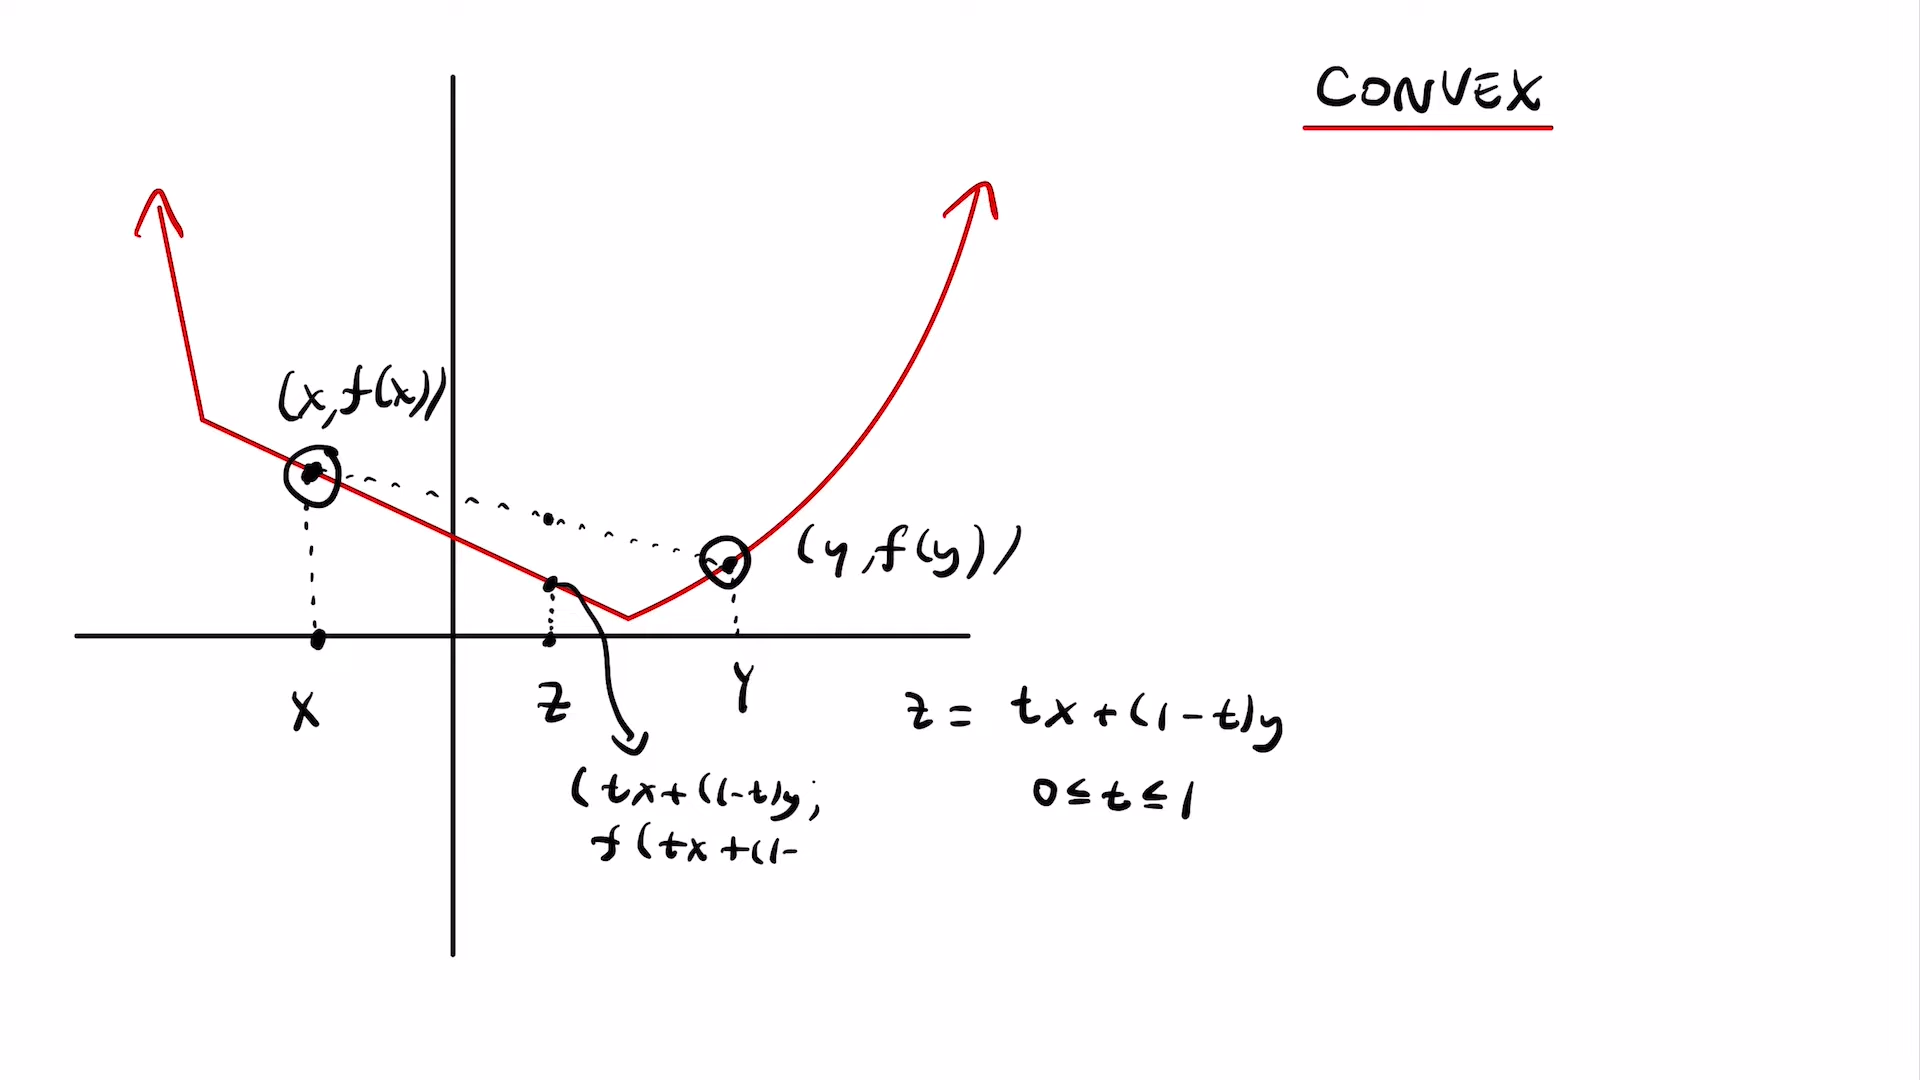 CONVEX
(x,f(x))
(y,f(y))
X
Z
Y
z = tx+(1-t)y
0≤t≤1
(tx+(1-t)y,
f(tx+(1-